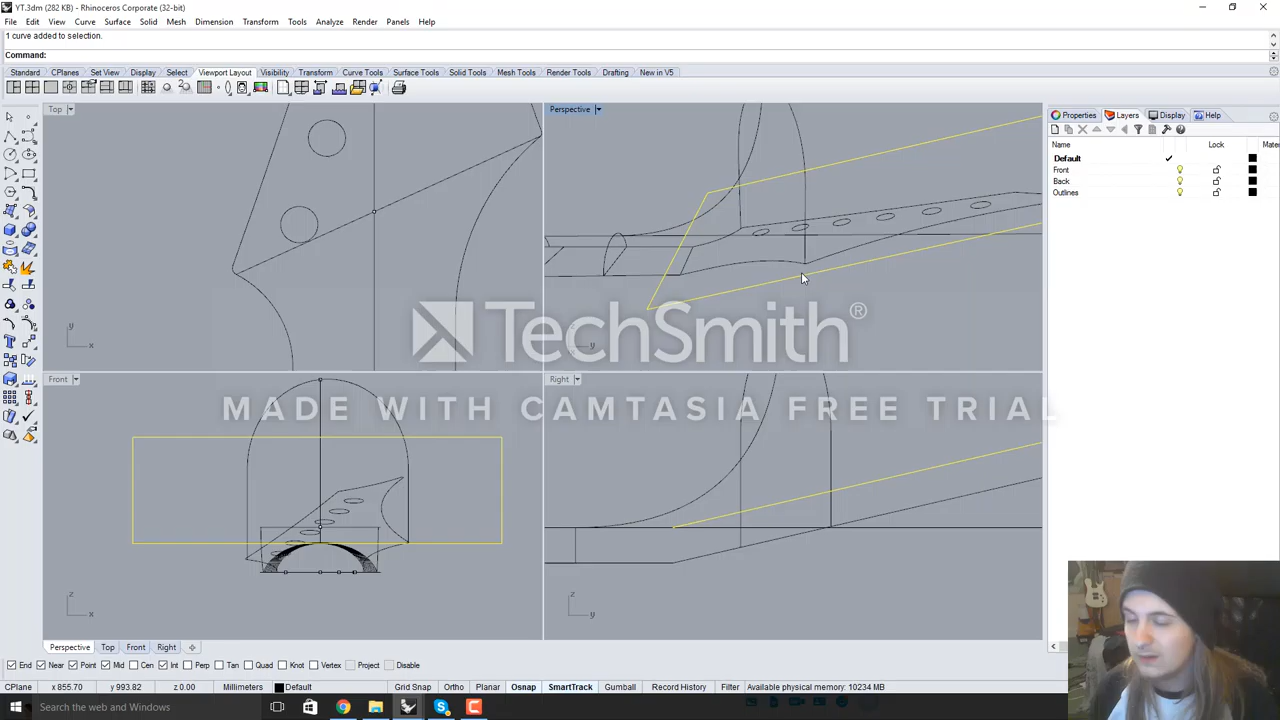 YT.3dm (282 KB) - Rhinoceros Corporate (32-bit)
File Edit View Curve Surface Solid Mesh Dimension Transform Tools Analyze Render Panels Help
1 curve added to selection.
Command:
Standard CPlanes Set View Display Select Viewport Layout Visibility Transform Curve Tools Surface Tools Solid Tools Mesh Tools Render Tools Drafting New in V5
Top
Perspective
Properties Layers Display Help
Name Lock Mater
Default
Front
Back
Outlines
y
x
y
TechSmith®
MADE WITH CAMTASIA FREE TRIAL
Front
Right
z
x
z
y
Perspective Top Front Right
End Near Point Mid Cen Int Perp Tan Quad Knot Vertex Project Disable
CPlane x 855.70 y 993.82 z 0.00 Millimeters Default Grid Snap Ortho Planar Osnap SmartTrack Gumball Record History Filter Available physical memory: 10234 MB
Search the web and Windows